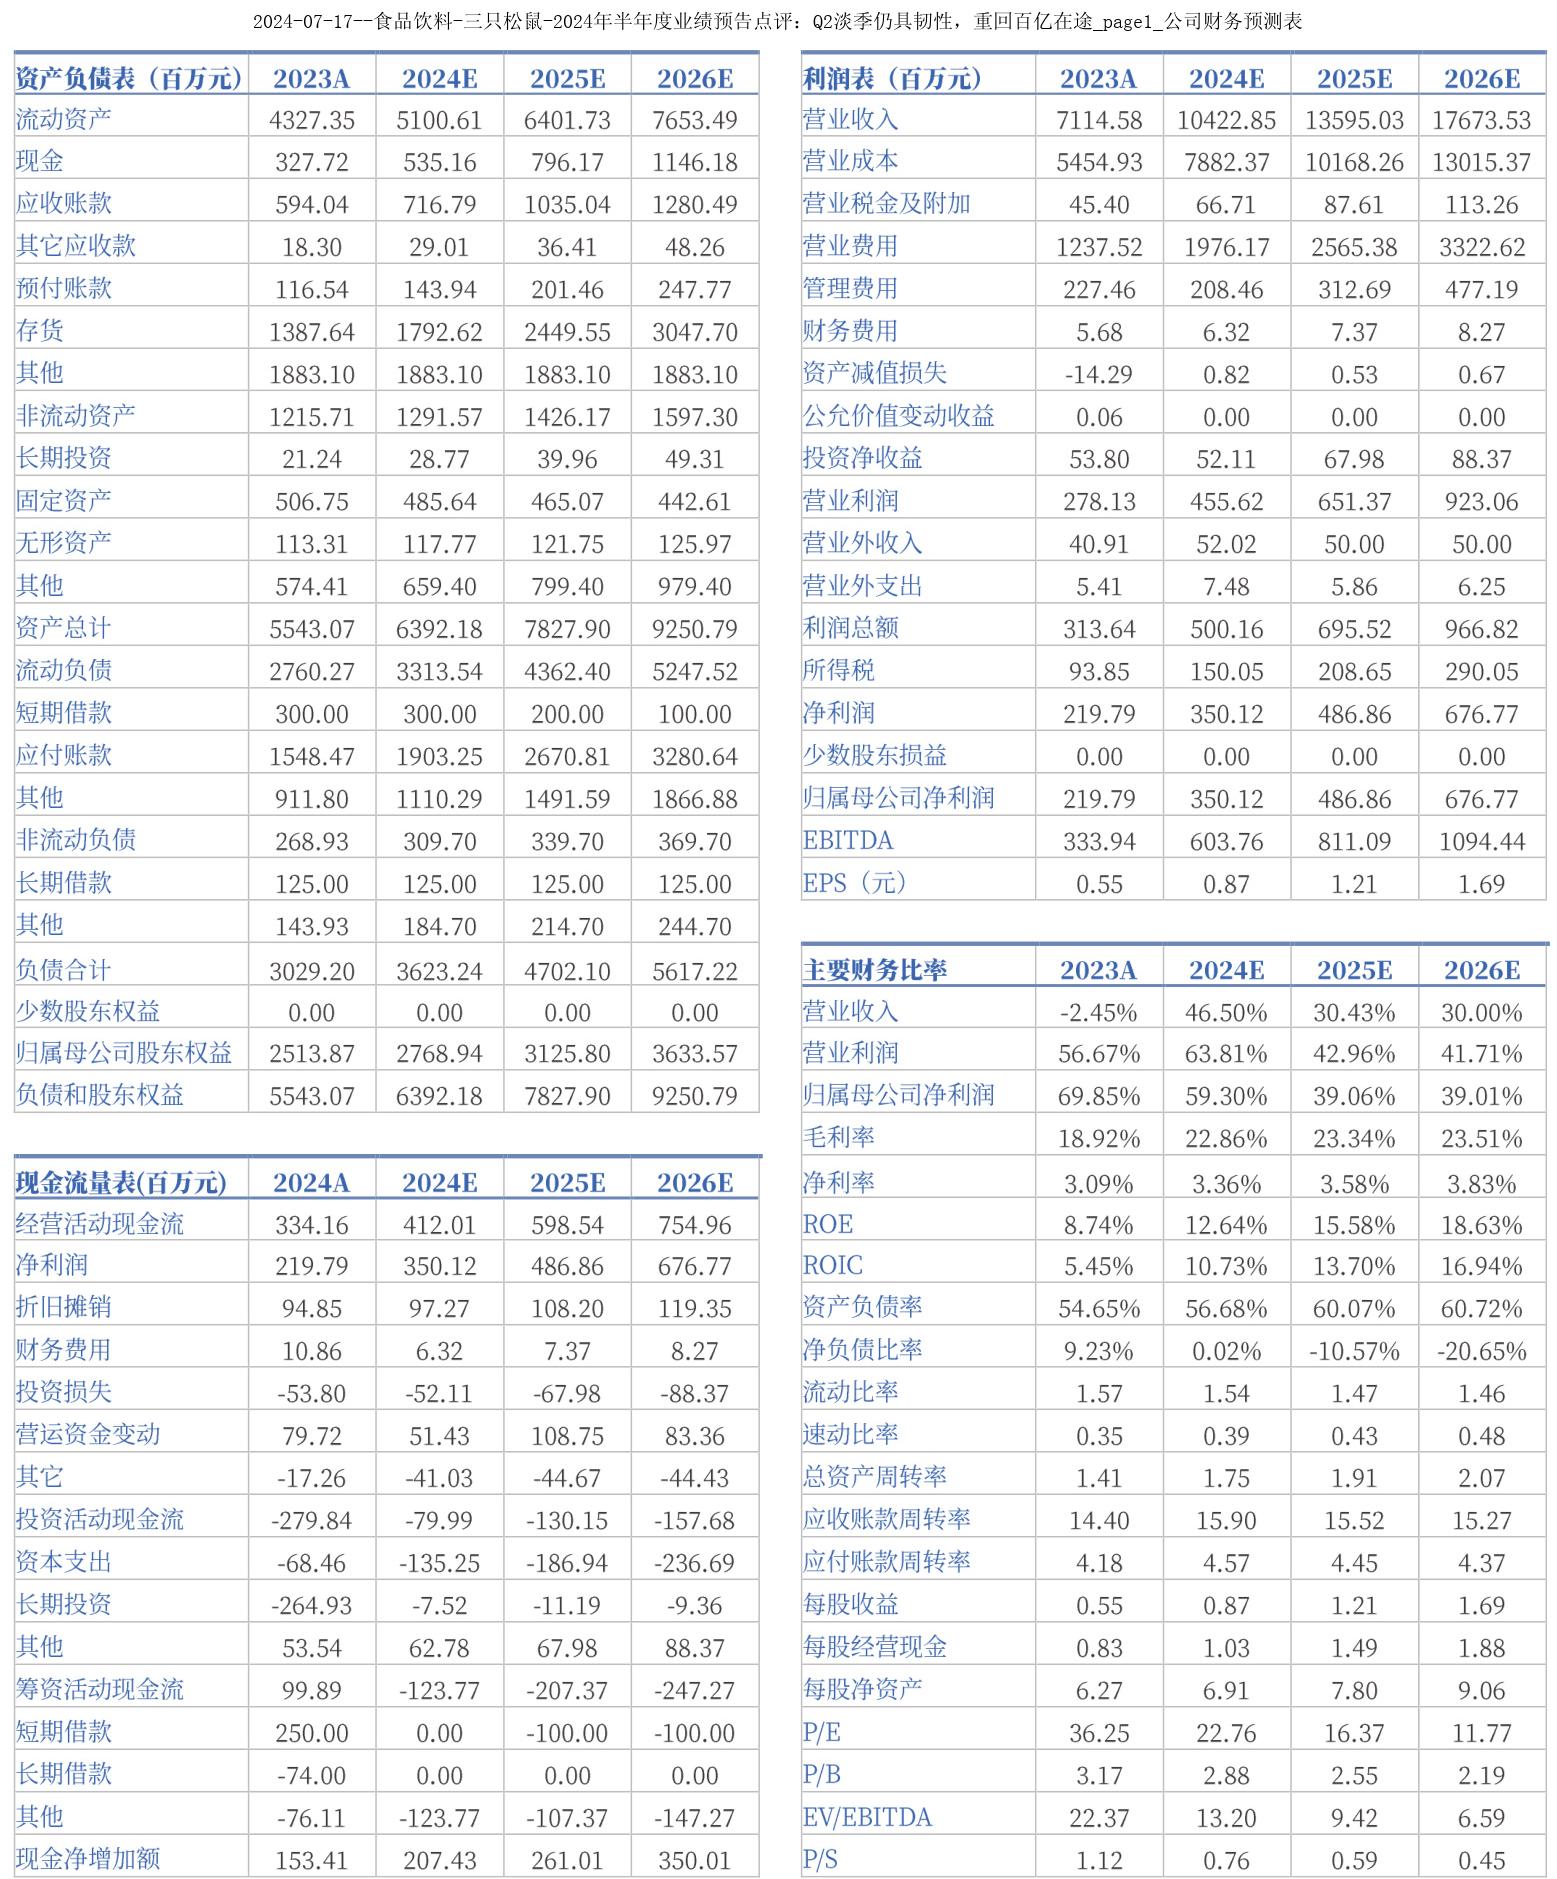 2024-07-17--食品饮料-三只松鼠-2024年半年度业绩预告点评：Q2淡季仍具韧性，重回百亿在途_page1_公司财务预测表
资产负债表（百万元） 2023A 2024E 2025E 2026E
流动资产 4327.35 5100.61 6401.73 7653.49
现金 327.72 535.16 796.17 1146.18
应收账款 594.04 716.79 1035.04 1280.49
其它应收款 18.30 29.01 36.41 48.26
预付账款 116.54 143.94 201.46 247.77
存货 1387.64 1792.62 2449.55 3047.70
其他 1883.10 1883.10 1883.10 1883.10
非流动资产 1215.71 1291.57 1426.17 1597.30
长期投资 21.24 28.77 39.96 49.31
固定资产 506.75 485.64 465.07 442.61
无形资产 113.31 117.77 121.75 125.97
其他 574.41 659.40 799.40 979.40
资产总计 5543.07 6392.18 7827.90 9250.79
流动负债 2760.27 3313.54 4362.40 5247.52
短期借款 300.00 300.00 200.00 100.00
应付账款 1548.47 1903.25 2670.81 3280.64
其他 911.80 1110.29 1491.59 1866.88
非流动负债 268.93 309.70 339.70 369.70
长期借款 125.00 125.00 125.00 125.00
其他 143.93 184.70 214.70 244.70
负债合计 3029.20 3623.24 4702.10 5617.22
少数股东权益 0.00 0.00 0.00 0.00
归属母公司股东权益 2513.87 2768.94 3125.80 3633.57
负债和股东权益 5543.07 6392.18 7827.90 9250.79
现金流量表(百万元) 2024A 2024E 2025E 2026E
经营活动现金流 334.16 412.01 598.54 754.96
净利润 219.79 350.12 486.86 676.77
折旧摊销 94.85 97.27 108.20 119.35
财务费用 10.86 6.32 7.37 8.27
投资损失 -53.80 -52.11 -67.98 -88.37
营运资金变动 79.72 51.43 108.75 83.36
其它 -17.26 -41.03 -44.67 -44.43
投资活动现金流 -279.84 -79.99 -130.15 -157.68
资本支出 -68.46 -135.25 -186.94 -236.69
长期投资 -264.93 -7.52 -11.19 -9.36
其他 53.54 62.78 67.98 88.37
筹资活动现金流 99.89 -123.77 -207.37 -247.27
短期借款 250.00 0.00 -100.00 -100.00
长期借款 -74.00 0.00 0.00 0.00
其他 -76.11 -123.77 -107.37 -147.27
现金净增加额 153.41 207.43 261.01 350.01
利润表（百万元） 2023A 2024E 2025E 2026E
营业收入 7114.58 10422.85 13595.03 17673.53
营业成本 5454.93 7882.37 10168.26 13015.37
营业税金及附加 45.40 66.71 87.61 113.26
营业费用 1237.52 1976.17 2565.38 3322.62
管理费用 227.46 208.46 312.69 477.19
财务费用 5.68 6.32 7.37 8.27
资产减值损失 -14.29 0.82 0.53 0.67
公允价值变动收益 0.06 0.00 0.00 0.00
投资净收益 53.80 52.11 67.98 88.37
营业利润 278.13 455.62 651.37 923.06
营业外收入 40.91 52.02 50.00 50.00
营业外支出 5.41 7.48 5.86 6.25
利润总额 313.64 500.16 695.52 966.82
所得税 93.85 150.05 208.65 290.05
净利润 219.79 350.12 486.86 676.77
少数股东损益 0.00 0.00 0.00 0.00
归属母公司净利润 219.79 350.12 486.86 676.77
EBITDA 333.94 603.76 811.09 1094.44
EPS（元） 0.55 0.87 1.21 1.69
主要财务比率 2023A 2024E 2025E 2026E
营业收入 -2.45% 46.50% 30.43% 30.00%
营业利润 56.67% 63.81% 42.96% 41.71%
归属母公司净利润 69.85% 59.30% 39.06% 39.01%
毛利率 18.92% 22.86% 23.34% 23.51%
净利率 3.09% 3.36% 3.58% 3.83%
ROE 8.74% 12.64% 15.58% 18.63%
ROIC 5.45% 10.73% 13.70% 16.94%
资产负债率 54.65% 56.68% 60.07% 60.72%
净负债比率 9.23% 0.02% -10.57% -20.65%
流动比率 1.57 1.54 1.47 1.46
速动比率 0.35 0.39 0.43 0.48
总资产周转率 1.41 1.75 1.91 2.07
应收账款周转率 14.40 15.90 15.52 15.27
应付账款周转率 4.18 4.57 4.45 4.37
每股收益 0.55 0.87 1.21 1.69
每股经营现金 0.83 1.03 1.49 1.88
每股净资产 6.27 6.91 7.80 9.06
P/E 36.25 22.76 16.37 11.77
P/B 3.17 2.88 2.55 2.19
EV/EBITDA 22.37 13.20 9.42 6.59
P/S 1.12 0.76 0.59 0.45